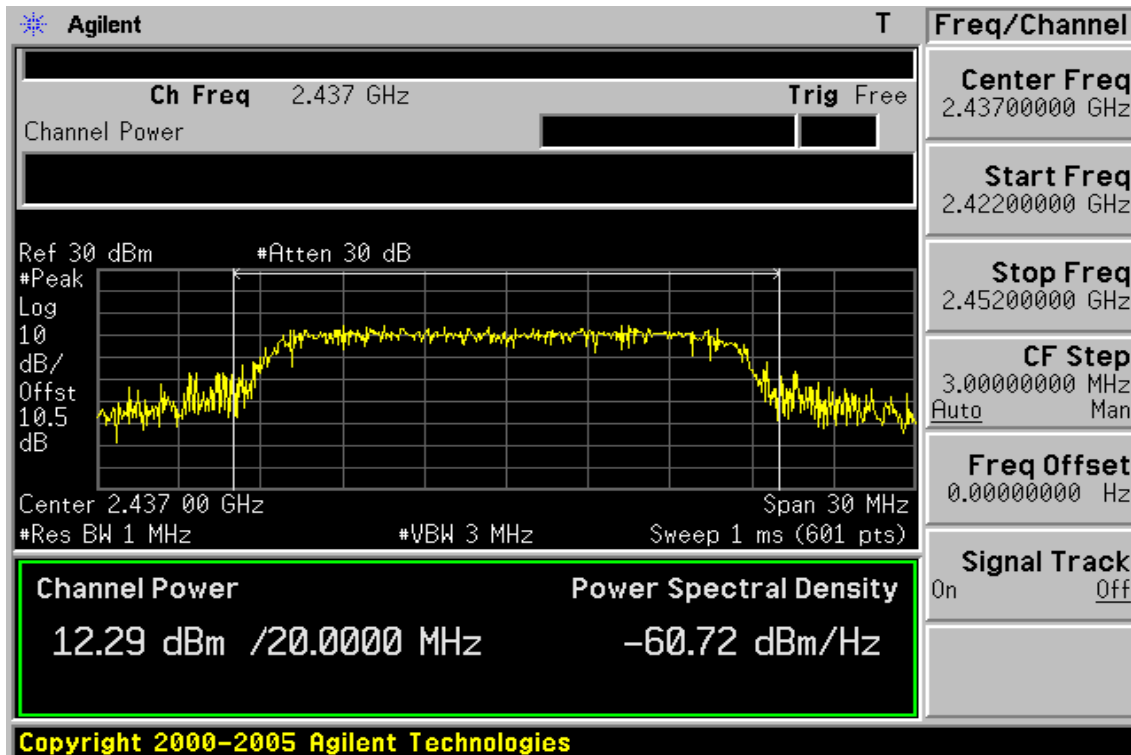 Agilent T
Ch Freq 2.437 GHz Trig Free
Channel Power
Ref 30 dBm #Atten 30 dB
#Peak
Log
10
dB/
Offst
10.5
dB
Center 2.437 00 GHz Span 30 MHz
#Res BW 1 MHz #VBW 3 MHz Sweep 1 ms (601 pts)
Channel Power Power Spectral Density
12.29 dBm /20.0000 MHz -60.72 dBm/Hz
Copyright 2000-2005 Agilent Technologies
Freq/Channel
Center Freq
2.43700000 GHz
Start Freq
2.42200000 GHz
Stop Freq
2.45200000 GHz
CF Step
3.00000000 MHz
Auto Man
Freq Offset
0.00000000 Hz
Signal Track
On Off